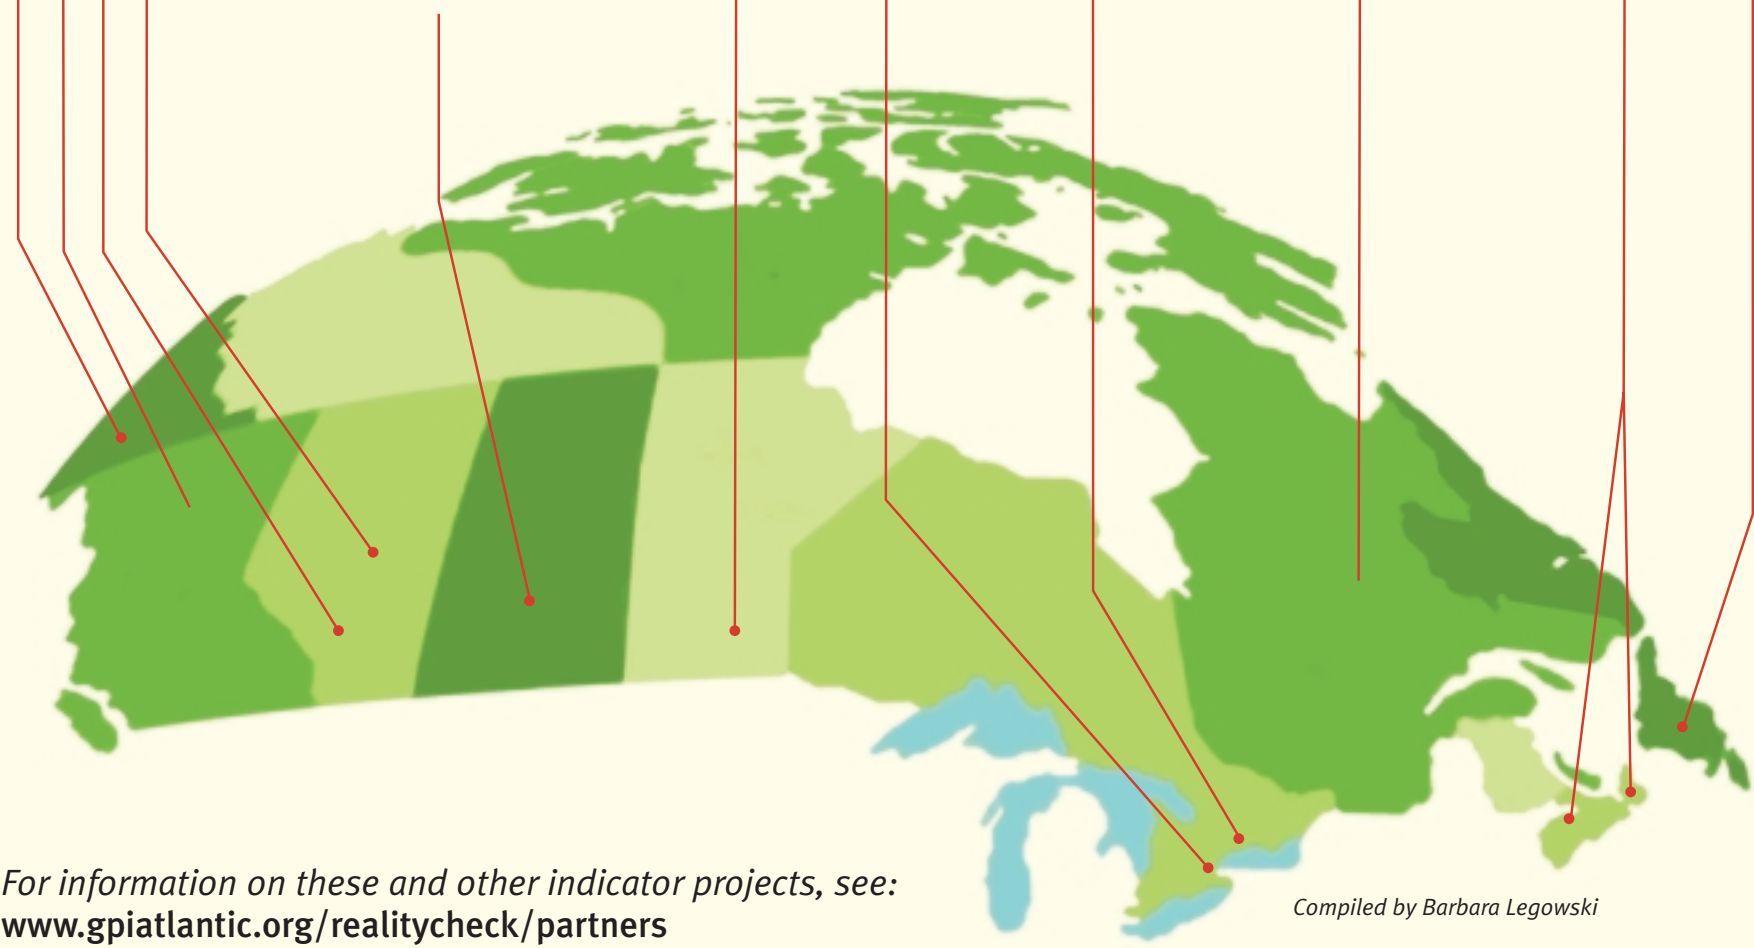 For information on these and other indicator projects, see:
www.gpiatlantic.org/realitycheck/partners
Compiled by Barbara Legowski